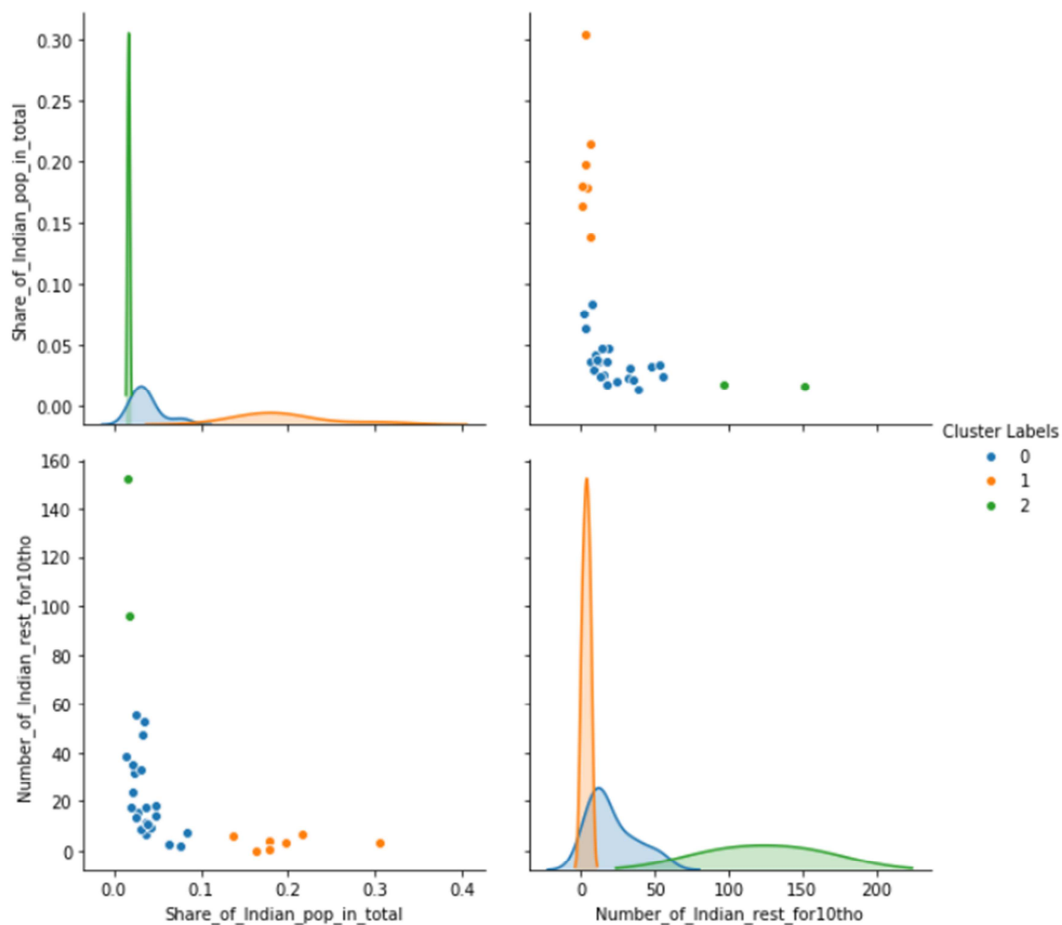 Share_of_Indian_pop_in_total
0.30
0.25
0.20
0.15
0.10
0.05
0.00
Cluster Labels
0
1
2
Number_of_Indian_rest_for10tho
160
140
120
100
80
60
40
20
0
0.0 0.1 0.2 0.3 0.4
Share_of_Indian_pop_in_total
0 50 100 150 200
Number_of_Indian_rest_for10tho